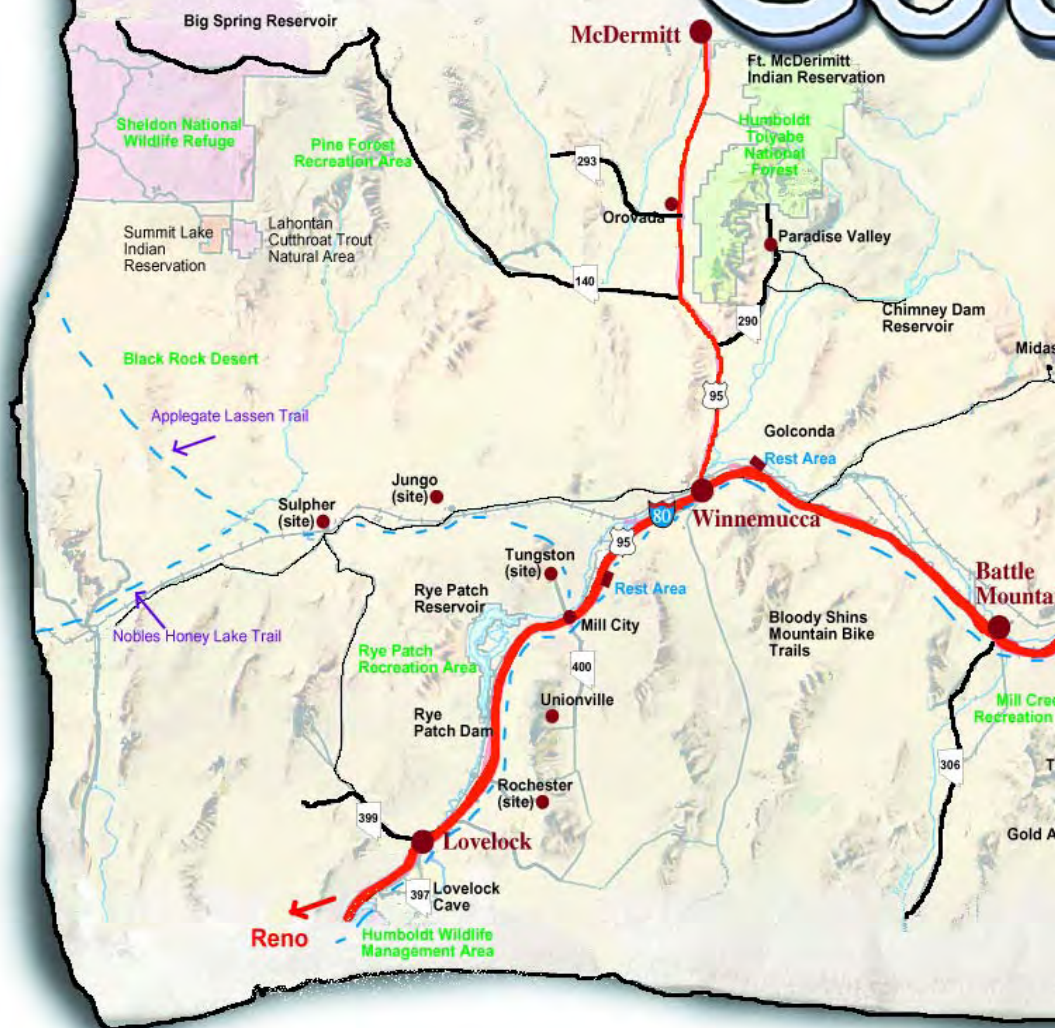 Big Spring Reservoir
McDermitt
Ft. McDerimitt
Indian Reservation
Sheldon National
Wildlife Refuge
Pine Forest
Recreation Area
Humboldt
Toiyabe
National
Forest
293
Orovada
Summit Lake
Indian
Reservation
Lahontan
Cutthroat Trout
Natural Area
Paradise Valley
140
290
Chimney Dam
Reservoir
Midas
Black Rock Desert
95
Applegate Lassen Trail
Golconda
Rest Area
Jungo
(site)
Sulpher
(site)
80
Winnemucca
95
Tungston
(site)
Rest Area
Battle
Mounta
Rye Patch
Reservoir
Mill City
Bloody Shins
Mountain Bike
Trails
Nobles Honey Lake Trail
Rye Patch
Recreation Area
400
Unionville
Mill Cree
Recreation
Rye
Patch Dam
306
T
Rochester
(site)
399
Lovelock
Gold A
397
Lovelock
Cave
Reno
Humboldt Wildlife
Management Area